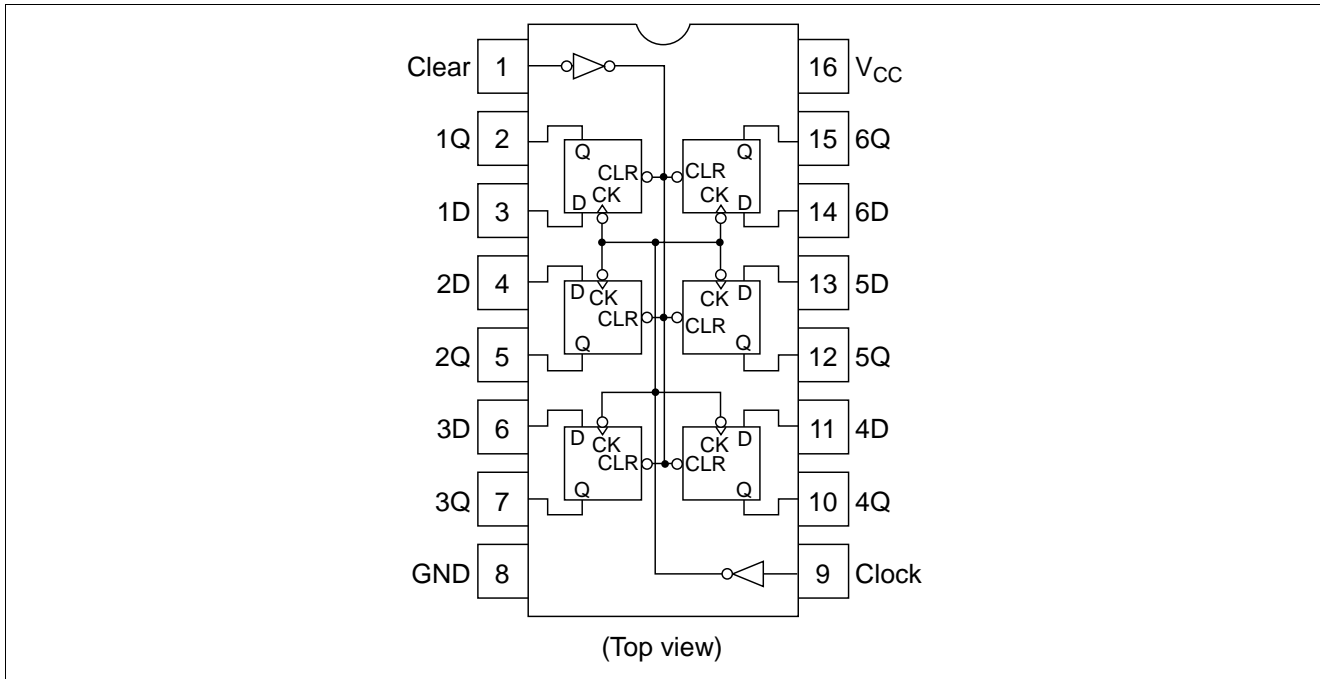 Clear 1 16 VCC
1Q 2 15 6Q
Q Q
CLR CLR
CK CK
1D 3 D D 14 6D
2D 4 13 5D
D CK CK D
CLR CLR
Q Q
2Q 5 12 5Q
3D 6 11 4D
D CK CK D
CLR CLR
Q Q
3Q 7 10 4Q
GND 8 9 Clock
(Top view)